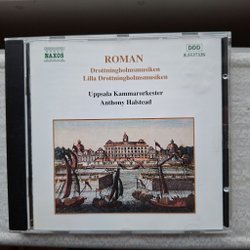 NAXOS
DDD
8.553733
ROMAN
Drottningholmsmusiken
Lilla Drottningholmsmusiken
Uppsala Kammarorkester
Anthony Halstead